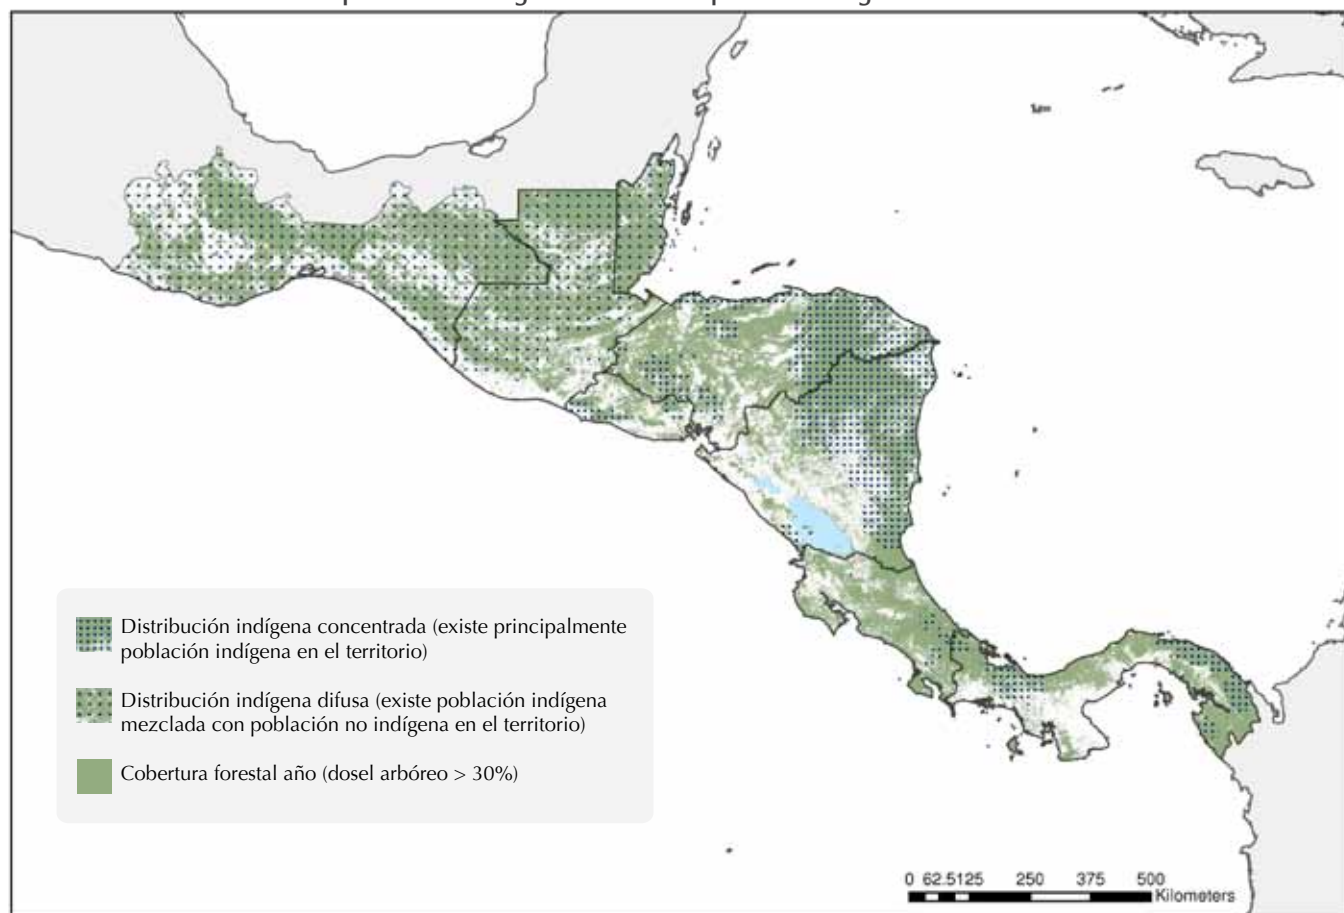 Distribución indígena concentrada (existe principalmente
población indígena en el territorio)
Distribución indígena difusa (existe población indígena
mezclada con población no indígena en el territorio)
Cobertura forestal año (dosel arbóreo > 30%)
0 62.5125 250 375 500
Kilometers